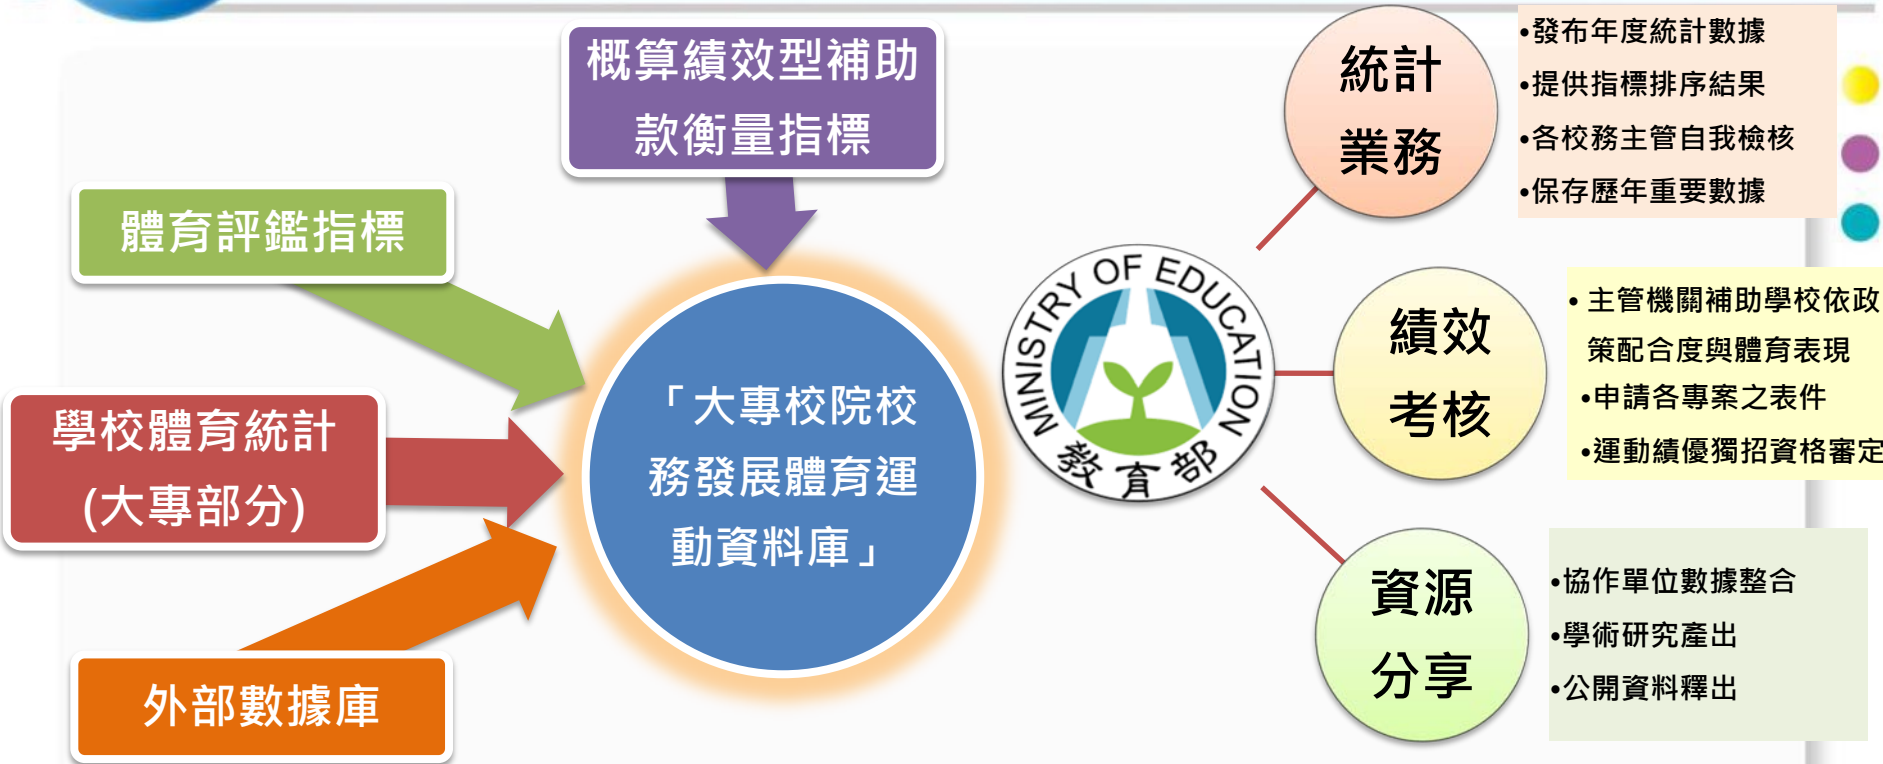 概算績效型補助
款衡量指標
體育評鑑指標
學校體育統計
(大專部分)
外部數據庫
「大專校院校
務發展體育運
動資料庫」
MINISTRY OF EDUCATION
教育部
統計
業務
•發布年度統計數據
•提供指標排序結果
•各校務主管自我檢核
•保存歷年重要數據
績效
考核
•主管機關補助學校依政
策配合度與體育表現
•申請各專案之表件
•運動績優獨招資格審定
資源
分享
•協作單位數據整合
•學術研究產出
•公開資料釋出